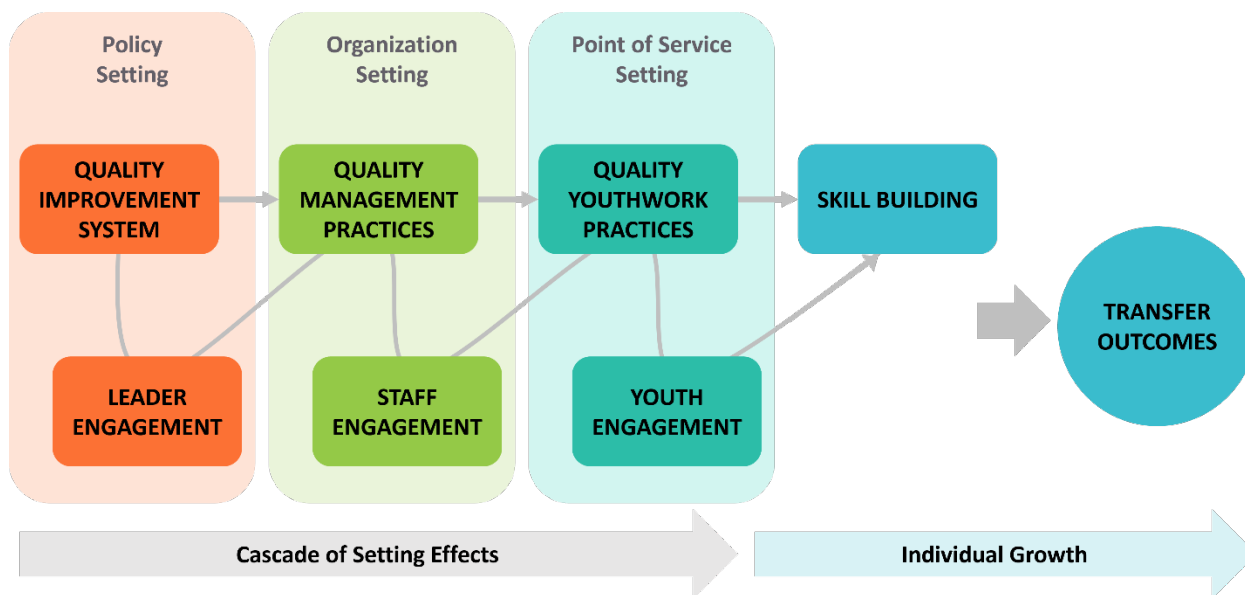 Policy
Setting
Organization
Setting
Point of Service
Setting
QUALITY
IMPROVEMENT
SYSTEM
QUALITY
MANAGEMENT
PRACTICES
QUALITY
YOUTHWORK
PRACTICES
SKILL BUILDING
TRANSFER
OUTCOMES
LEADER
ENGAGEMENT
STAFF
ENGAGEMENT
YOUTH
ENGAGEMENT
Cascade of Setting Effects
Individual Growth